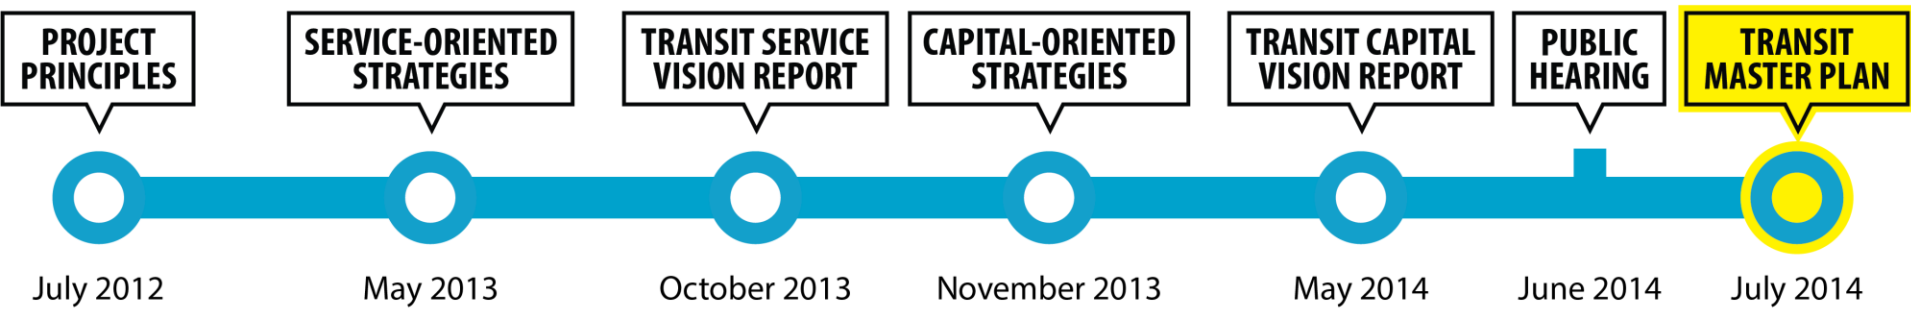 PROJECT
PRINCIPLES
SERVICE-ORIENTED
STRATEGIES
TRANSIT SERVICE
VISION REPORT
CAPITAL-ORIENTED
STRATEGIES
TRANSIT CAPITAL
VISION REPORT
PUBLIC
HEARING
TRANSIT
MASTER PLAN
July 2012
May 2013
October 2013
November 2013
May 2014
June 2014
July 2014